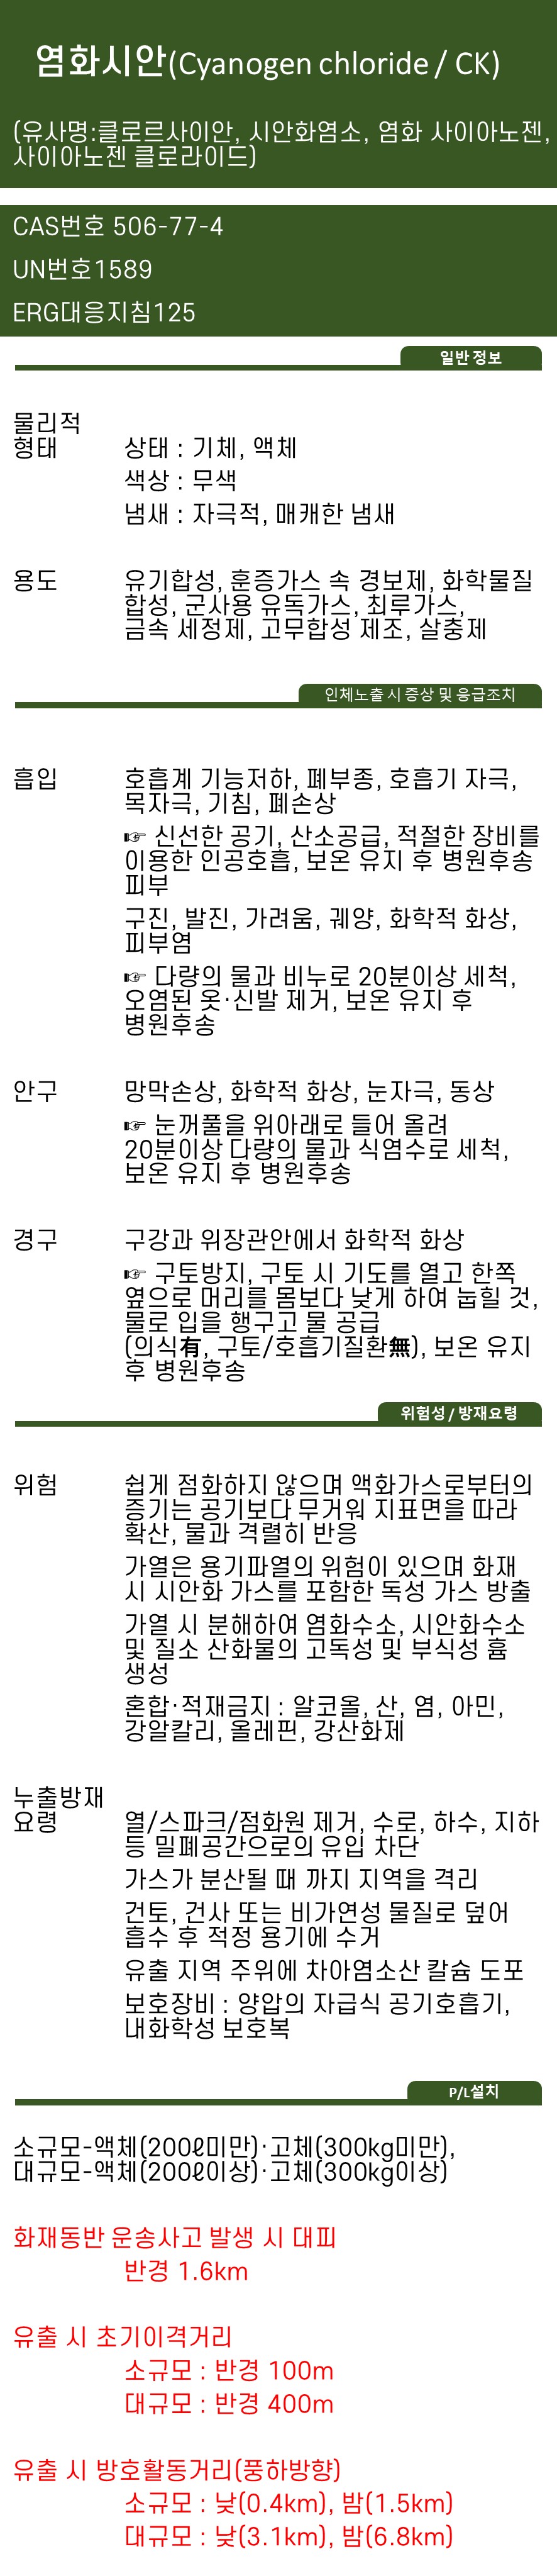 염화시안(Cyanogen chloride / CK)
(유사명:클로르사이안, 시안화염소, 염화 사이아노젠,
사이아노젠 클로라이드)
CAS번호 506-77-4
UN번호1589
ERG대응지침125
일반 정보
물리적
형태 상태 : 기체, 액체
색상 : 무색
냄새 : 자극적, 매캐한 냄새
용도 유기합성, 훈증가스 속 경보제, 화학물질
합성, 군사용 유독가스, 최루가스,
금속 세정제, 고무합성 제조, 살충제
인체노출 시 증상 및 응급조치
흡입 호흡계 기능저하, 폐부종, 호흡기 자극,
목자극, 기침, 폐손상
☞ 신선한 공기, 산소공급, 적절한 장비를
이용한 인공호흡, 보온 유지 후 병원후송
피부
구진, 발진, 가려움, 궤양, 화학적 화상,
피부염
☞ 다량의 물과 비누로 20분이상 세척,
오염된 옷·신발 제거, 보온 유지 후
병원후송
안구 망막손상, 화학적 화상, 눈자극, 동상
☞ 눈꺼풀을 위아래로 들어 올려
20분이상 다량의 물과 식염수로 세척,
보온 유지 후 병원후송
경구 구강과 위장관안에서 화학적 화상
☞ 구토방지, 구토 시 기도를 열고 한쪽
옆으로 머리를 몸보다 낮게 하여 눕힐 것,
물로 입을 행구고 물 공급
(의식有, 구토/호흡기질환無), 보온 유지
후 병원후송
위험성 / 방재요령
위험 쉽게 점화하지 않으며 액화가스로부터의
증기는 공기보다 무거워 지표면을 따라
확산, 물과 격렬히 반응
가열은 용기파열의 위험이 있으며 화재
시 시안화 가스를 포함한 독성 가스 방출
가열 시 분해하여 염화수소, 시안화수소
및 질소 산화물의 고독성 및 부식성 흄
생성
혼합·적재금지 : 알코올, 산, 염, 아민,
강알칼리, 올레핀, 강산화제
누출방재
요령 열/스파크/점화원 제거, 수로, 하수, 지하
등 밀폐공간으로의 유입 차단
가스가 분산될 때 까지 지역을 격리
건토, 건사 또는 비가연성 물질로 덮어
흡수 후 적정 용기에 수거
유출 지역 주위에 차아염소산 칼슘 도포
보호장비 : 양압의 자급식 공기호흡기,
내화학성 보호복
P/L설치
소규모-액체(200ℓ미만)·고체(300kg미만),
대규모-액체(200ℓ이상)·고체(300kg이상)
화재동반 운송사고 발생 시 대피
반경 1.6km
유출 시 초기이격거리
소규모 : 반경 100m
대규모 : 반경 400m
유출 시 방호활동거리(풍하방향)
소규모 : 낮(0.4km), 밤(1.5km)
대규모 : 낮(3.1km), 밤(6.8km)